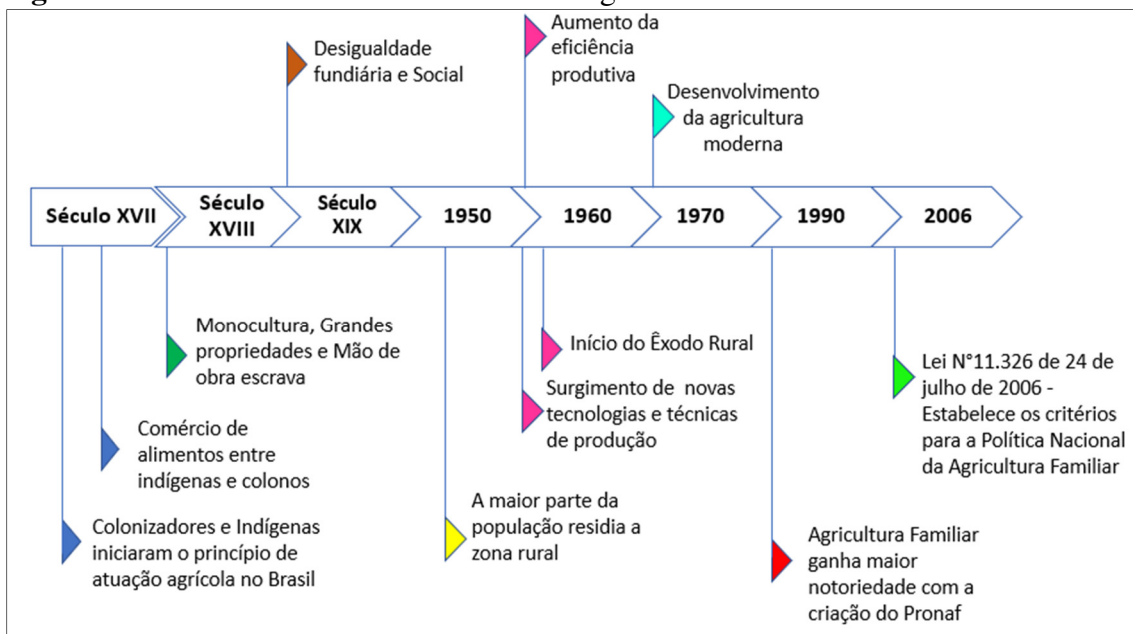 Desigualdade
fundiária e Social
Aumento da
eficiência
produtiva
Desenvolvimento
da agricultura
moderna
Século XVII
Século
XVIII
Século
XIX
1950
1960
1970
1990
2006
Monocultura, Grandes
propriedades e Mão de
obra escrava
Comércio de
alimentos entre
indígenas e colonos
Colonizadores e Indígenas
iniciaram o princípio de
atuação agrícola no Brasil
Início do Êxodo Rural
Surgimento de novas
tecnologias e técnicas
de produção
A maior parte da
população residia a
zona rural
Agricultura Familiar
ganha maior
notoriedade com a
criação do Pronaf
Lei N°11.326 de 24 de
julho de 2006 -
Estabelece os critérios
para a Política Nacional
da Agricultura Familiar